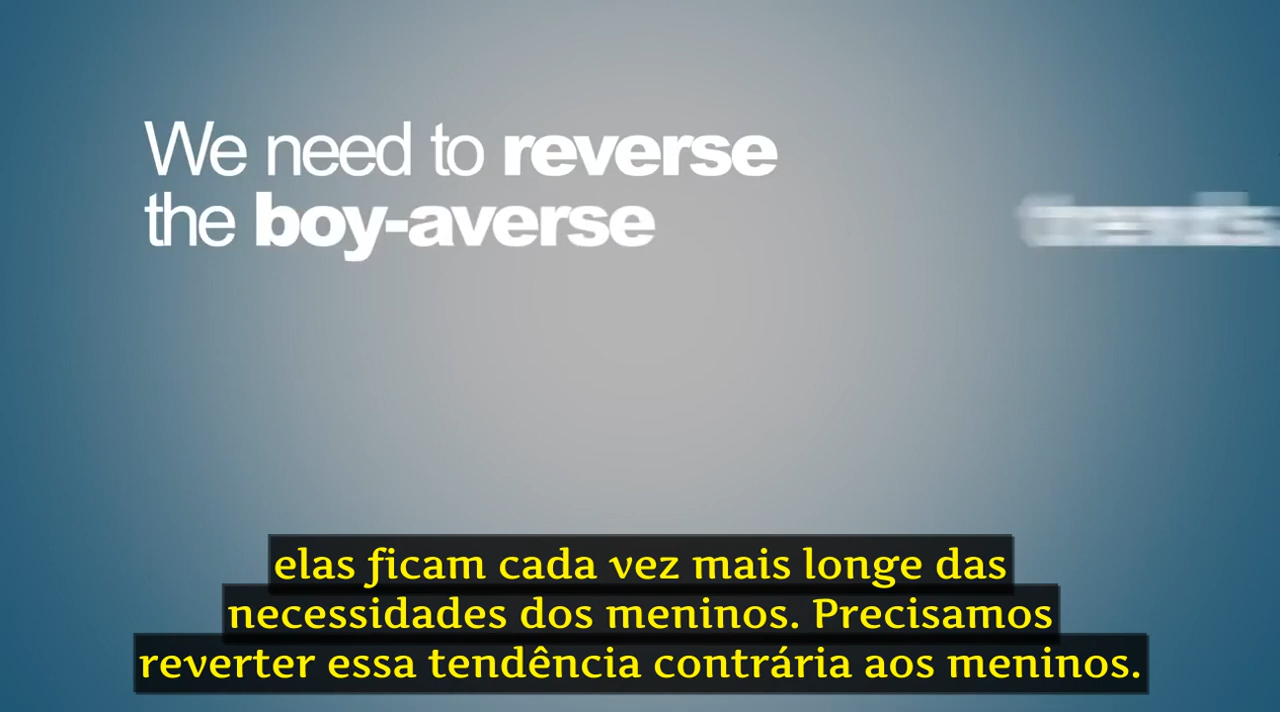 We need to reverse
the boy-averse
elas ficam cada vez mais longe das
necessidades dos meninos. Precisamos
reverter essa tendência contrária aos meninos.